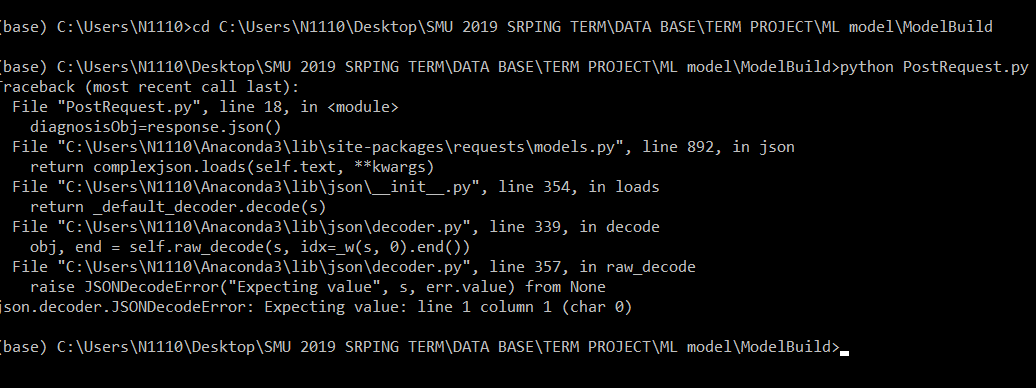 (base) C:\Users\N1110>cd C:\Users\N1110\Desktop\SMU 2019 SRPING TERM\DATA BASE\TERM PROJECT\ML model\ModelBuild
(base) C:\Users\N1110\Desktop\SMU 2019 SRPING TERM\DATA BASE\TERM PROJECT\ML model\ModelBuild>python PostRequest.py
Traceback (most recent call last):
  File "PostRequest.py", line 18, in <module>
    diagnosisObj=response.json()
  File "C:\Users\N1110\Anaconda3\lib\site-packages\requests\models.py", line 892, in json
    return complexjson.loads(self.text, **kwargs)
  File "C:\Users\N1110\Anaconda3\lib\json\__init__.py", line 354, in loads
    return _default_decoder.decode(s)
  File "C:\Users\N1110\Anaconda3\lib\json\decoder.py", line 339, in decode
    obj, end = self.raw_decode(s, idx=_w(s, 0).end())
  File "C:\Users\N1110\Anaconda3\lib\json\decoder.py", line 357, in raw_decode
    raise JSONDecodeError("Expecting value", s, err.value) from None
json.decoder.JSONDecodeError: Expecting value: line 1 column 1 (char 0)
(base) C:\Users\N1110\Desktop\SMU 2019 SRPING TERM\DATA BASE\TERM PROJECT\ML model\ModelBuild>